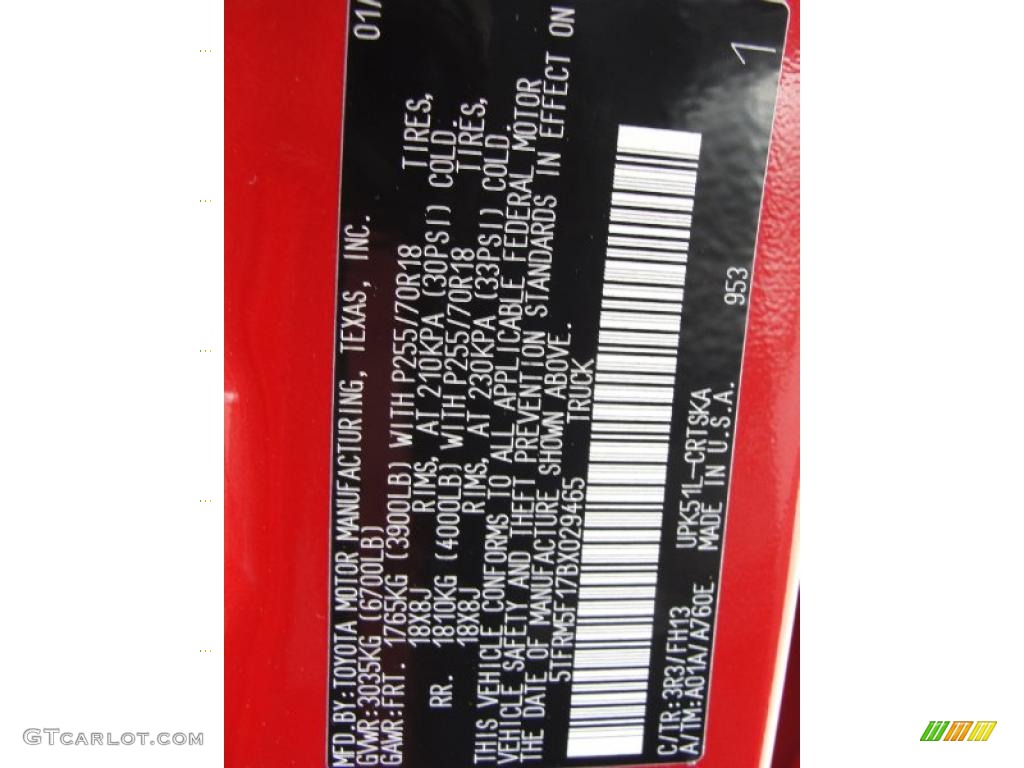 MFD.BY:TOYOTA MOTOR MANUFACTURING, TEXAS, INC. 01/
GVWR:3035KG (6700LB)
GAWR:FRT. 1765KG (3900LB) WITH P255/70R18 TIRES,
18X8J RIMS, AT 210KPA (30PSI) COLD.
RR. 1810KG (4000LB) WITH P255/70R18 TIRES,
18X8J RIMS, AT 230KPA (33PSI) COLD.
THIS VEHICLE CONFORMS TO ALL APPLICABLE FEDERAL MOTOR
VEHICLE SAFETY AND THEFT PREVENTION STANDARDS IN EFFECT ON
THE DATE OF MANUFACTURE SHOWN ABOVE.
5TFRM5F17BX029465 TRUCK
C/TR:3R3/FH13 UPK51L-CRTSKA 953 1
A/TM:A01A/A760E MADE IN U.S.A.
GTCARLOT.COM